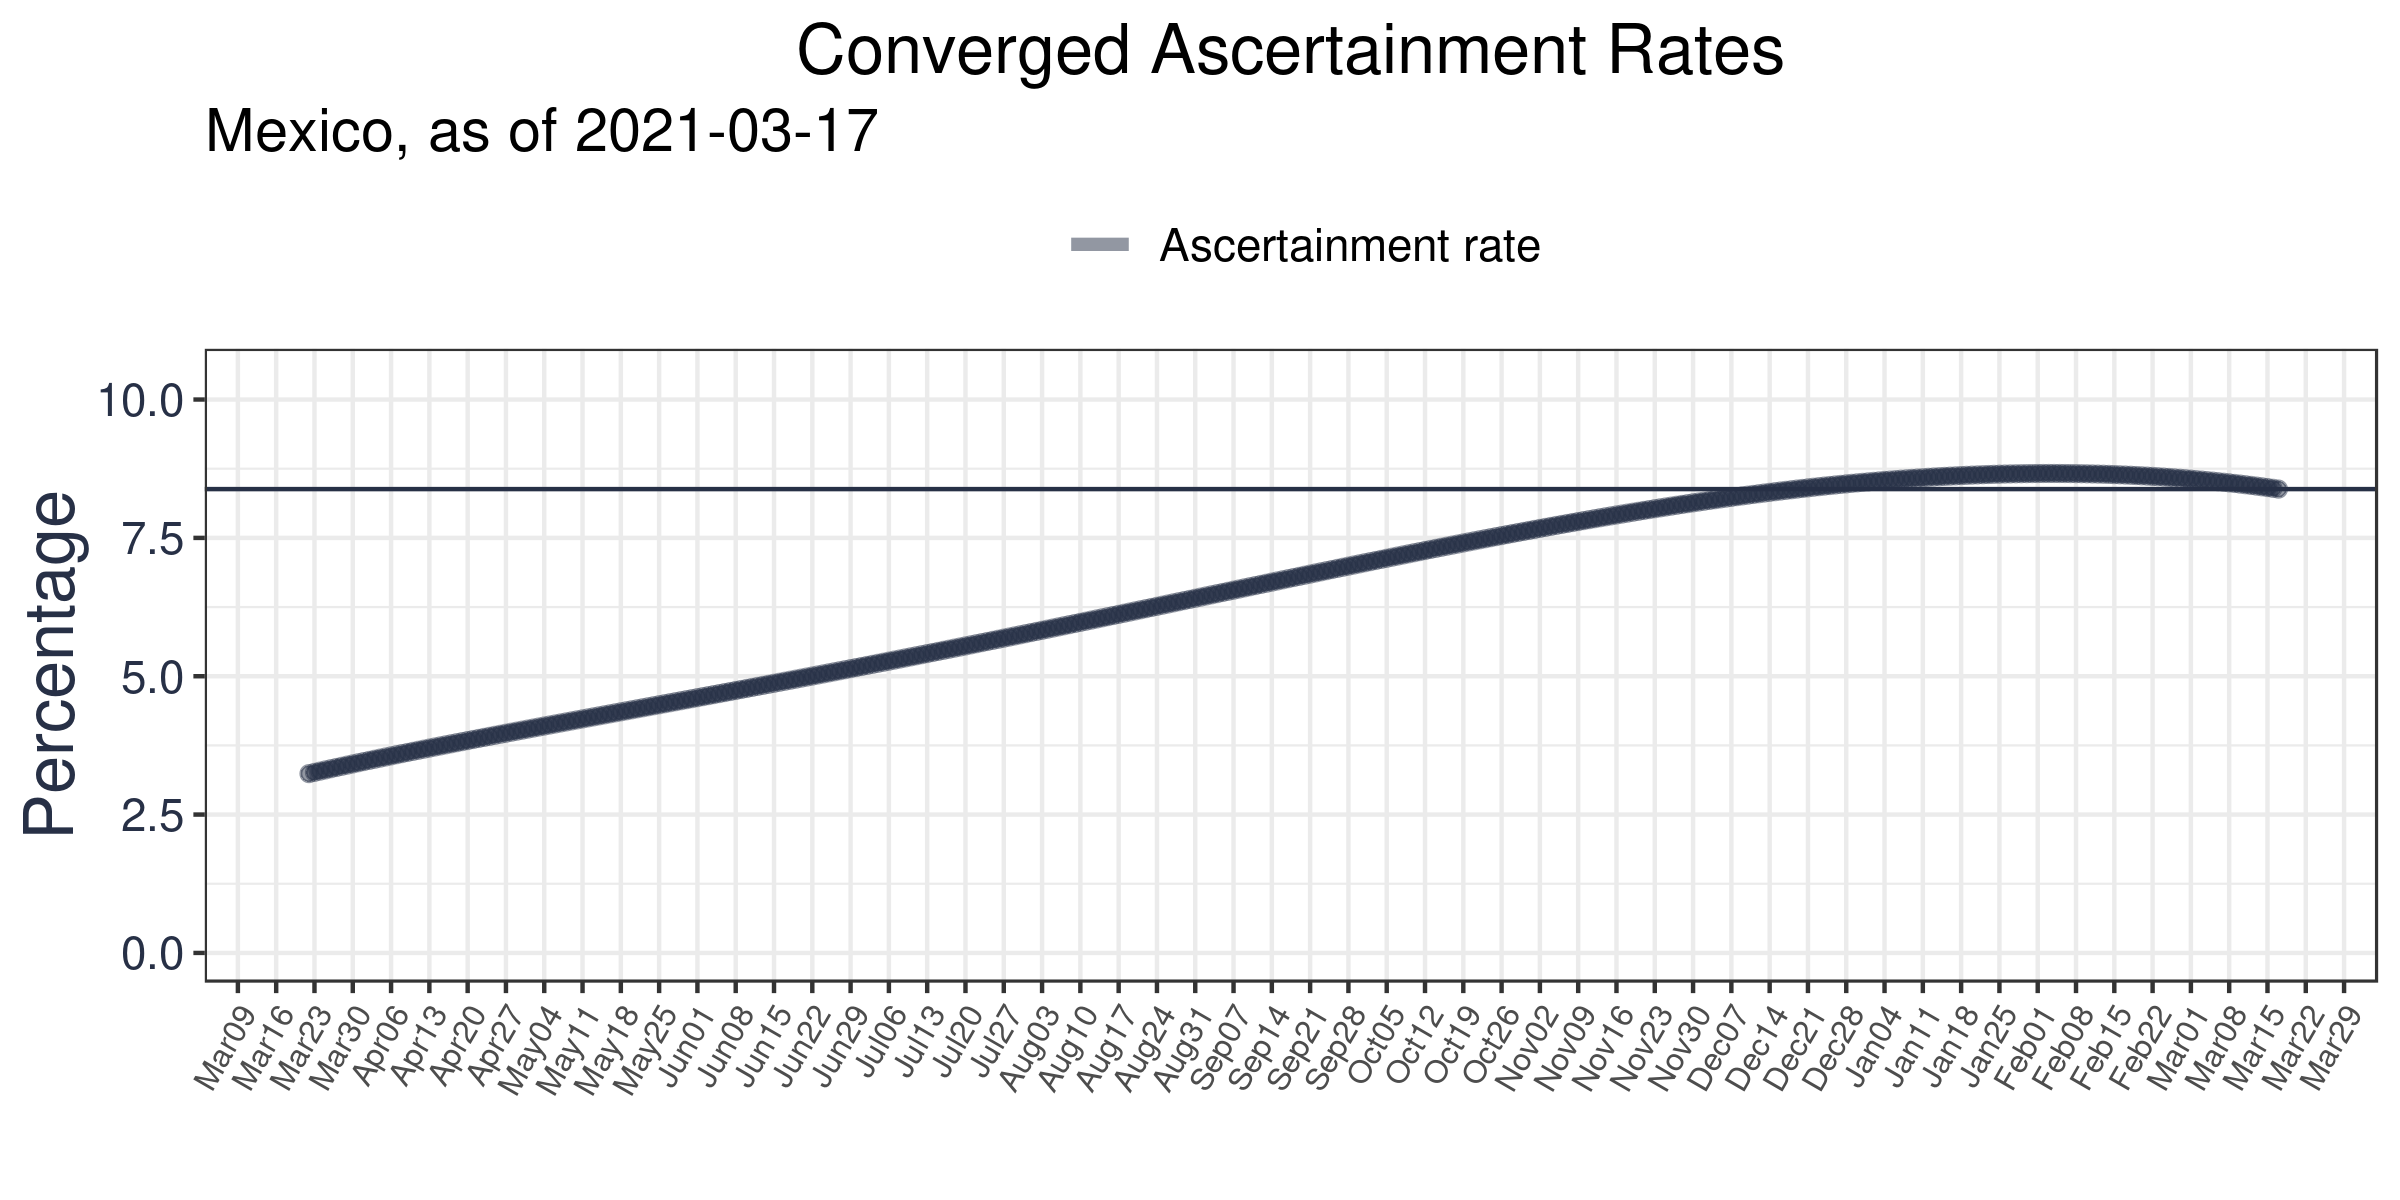 Converged Ascertainment Rates
Mexico, as of 2021-03-17
Ascertainment rate
Percentage
10.0
7.5
5.0
2.5
0.0
Mar09 Mar16 Mar23 Mar30 Apr06 Apr13 Apr20 Apr27 May04 May11 May18 May25 Jun01 Jun08 Jun15 Jun22 Jun29 Jul06 Jul13 Jul20 Jul27 Aug03 Aug10 Aug17 Aug24 Aug31 Sep07 Sep14 Sep21 Sep28 Oct05 Oct12 Oct19 Oct26 Nov02 Nov09 Nov16 Nov23 Nov30 Dec07 Dec14 Dec21 Dec28 Jan04 Jan11 Jan18 Jan25 Feb01 Feb08 Feb15 Feb22 Mar01 Mar08 Mar15 Mar22 Mar29